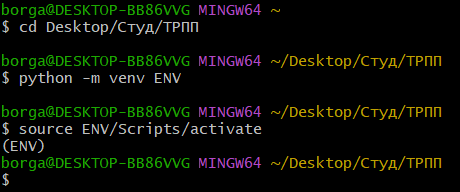 borga@DESKTOP-BB86VVG MINGW64 ~
$ cd Desktop/Студ/ТРПП
borga@DESKTOP-BB86VVG MINGW64 ~/Desktop/Студ/ТРПП
$ python -m venv ENV
borga@DESKTOP-BB86VVG MINGW64 ~/Desktop/Студ/ТРПП
$ source ENV/Scripts/activate
(ENV)
borga@DESKTOP-BB86VVG MINGW64 ~/Desktop/Студ/ТРПП
$